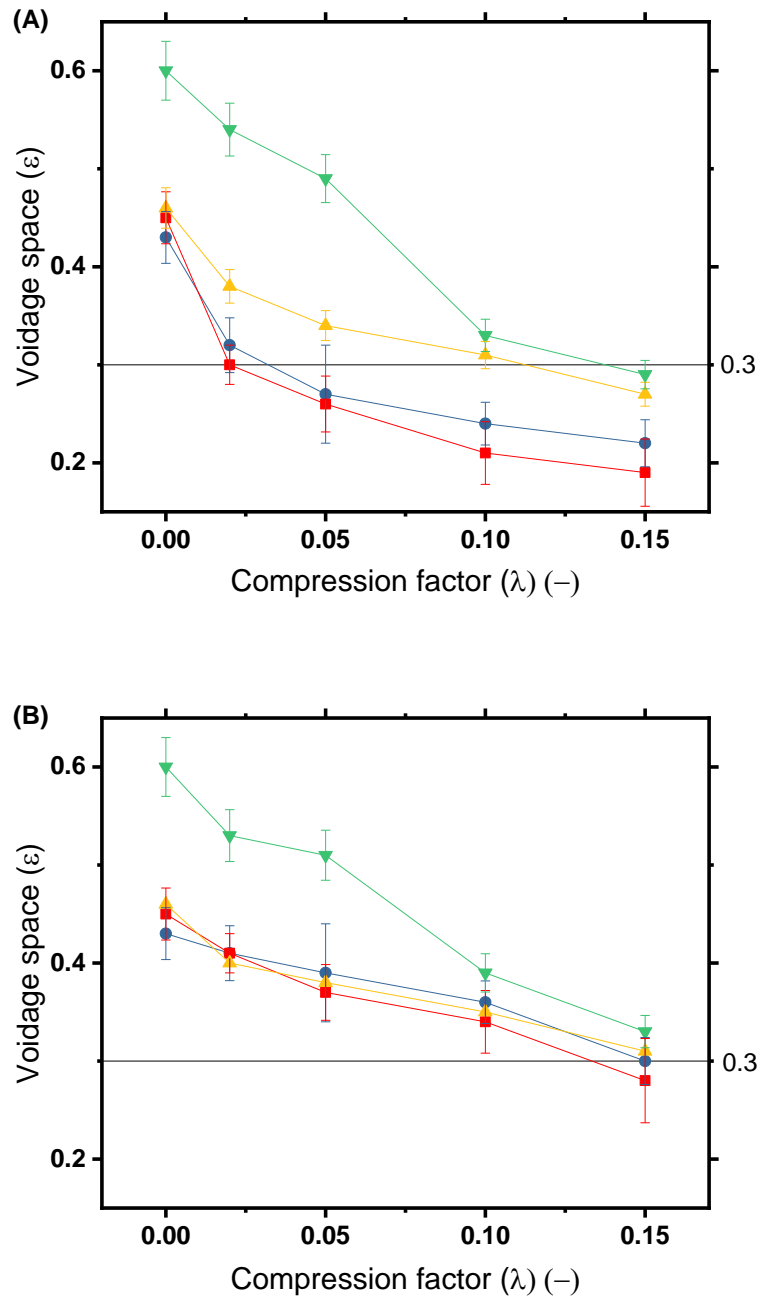 (A)
0.6
0.4
0.2
Voidage space (ε)
0.3
0.00 0.05 0.10 0.15
Compression factor (λ) (−)
(B)
0.6
0.4
0.2
Voidage space (ε)
0.3
0.00 0.05 0.10 0.15
Compression factor (λ) (−)